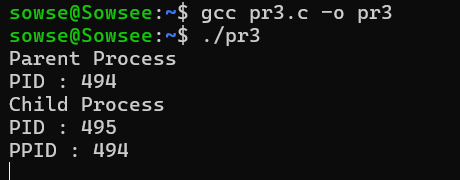 sowse@Sowsee:~$ gcc pr3.c -o pr3
sowse@Sowsee:~$ ./pr3
Parent Process
PID : 494
Child Process
PID : 495
PPID : 494